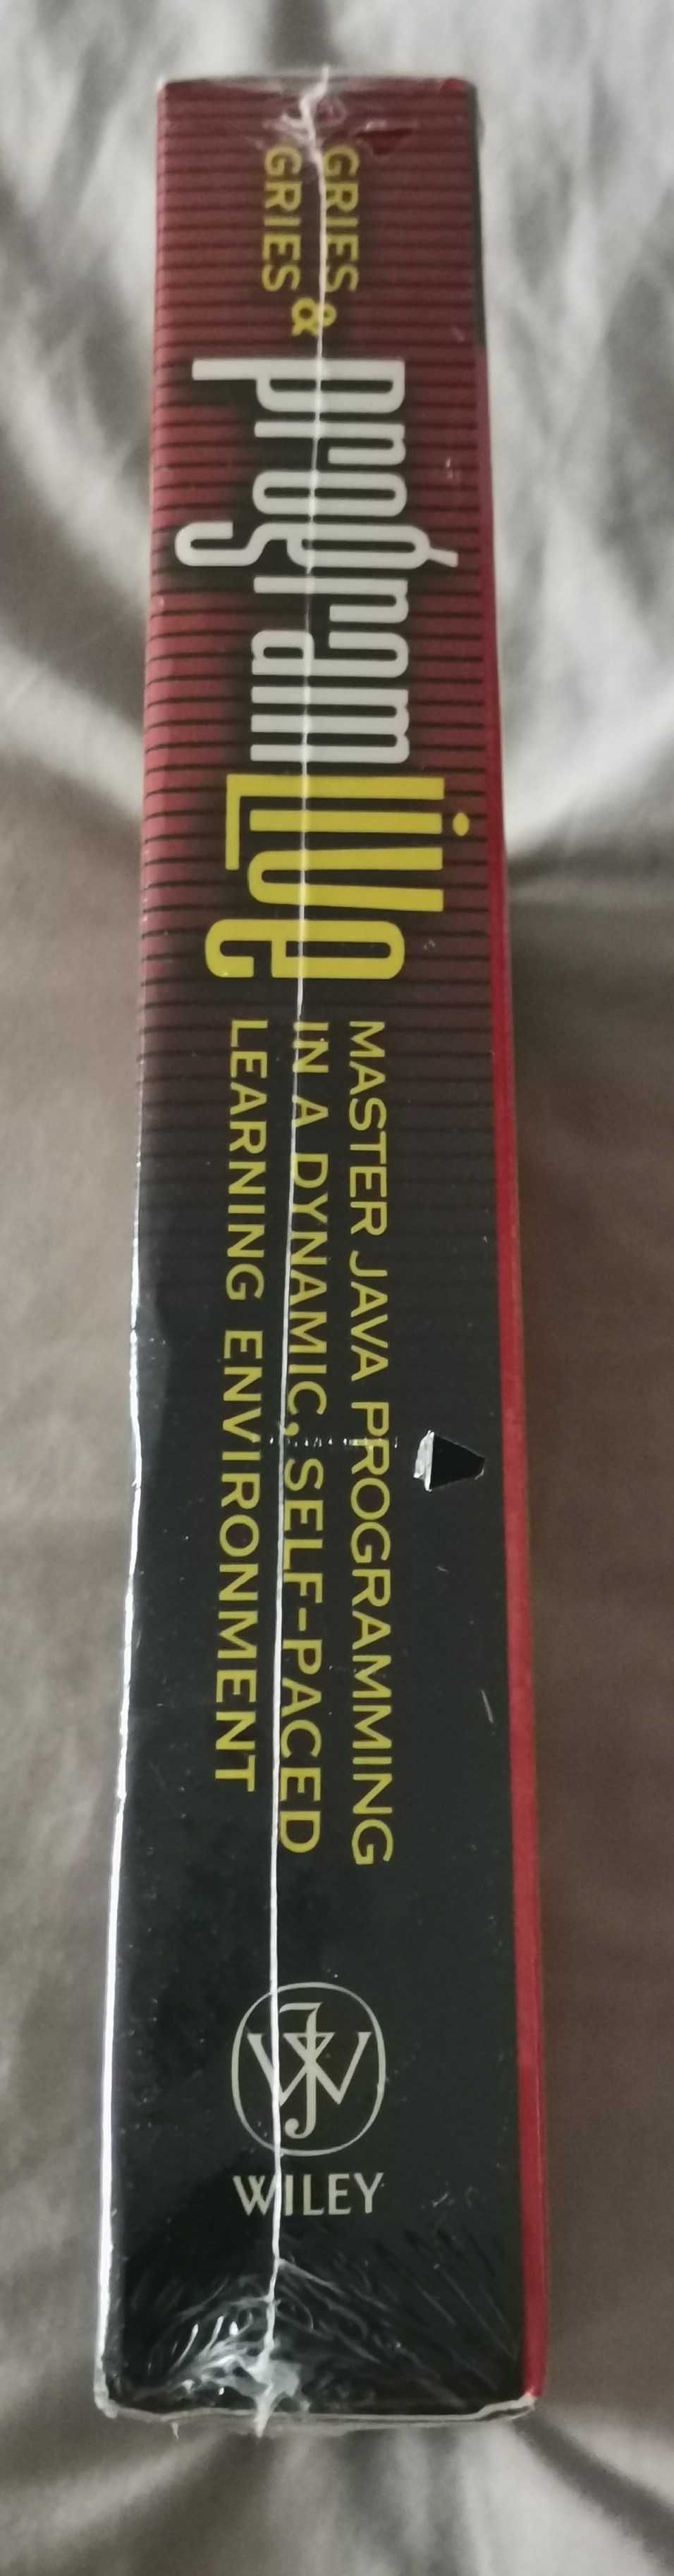 GRIES
GRIES &
programLive
MASTER JAVA PROGRAMMING
IN A DYNAMIC, SELF-PACED
LEARNING ENVIRONMENT
WILEY